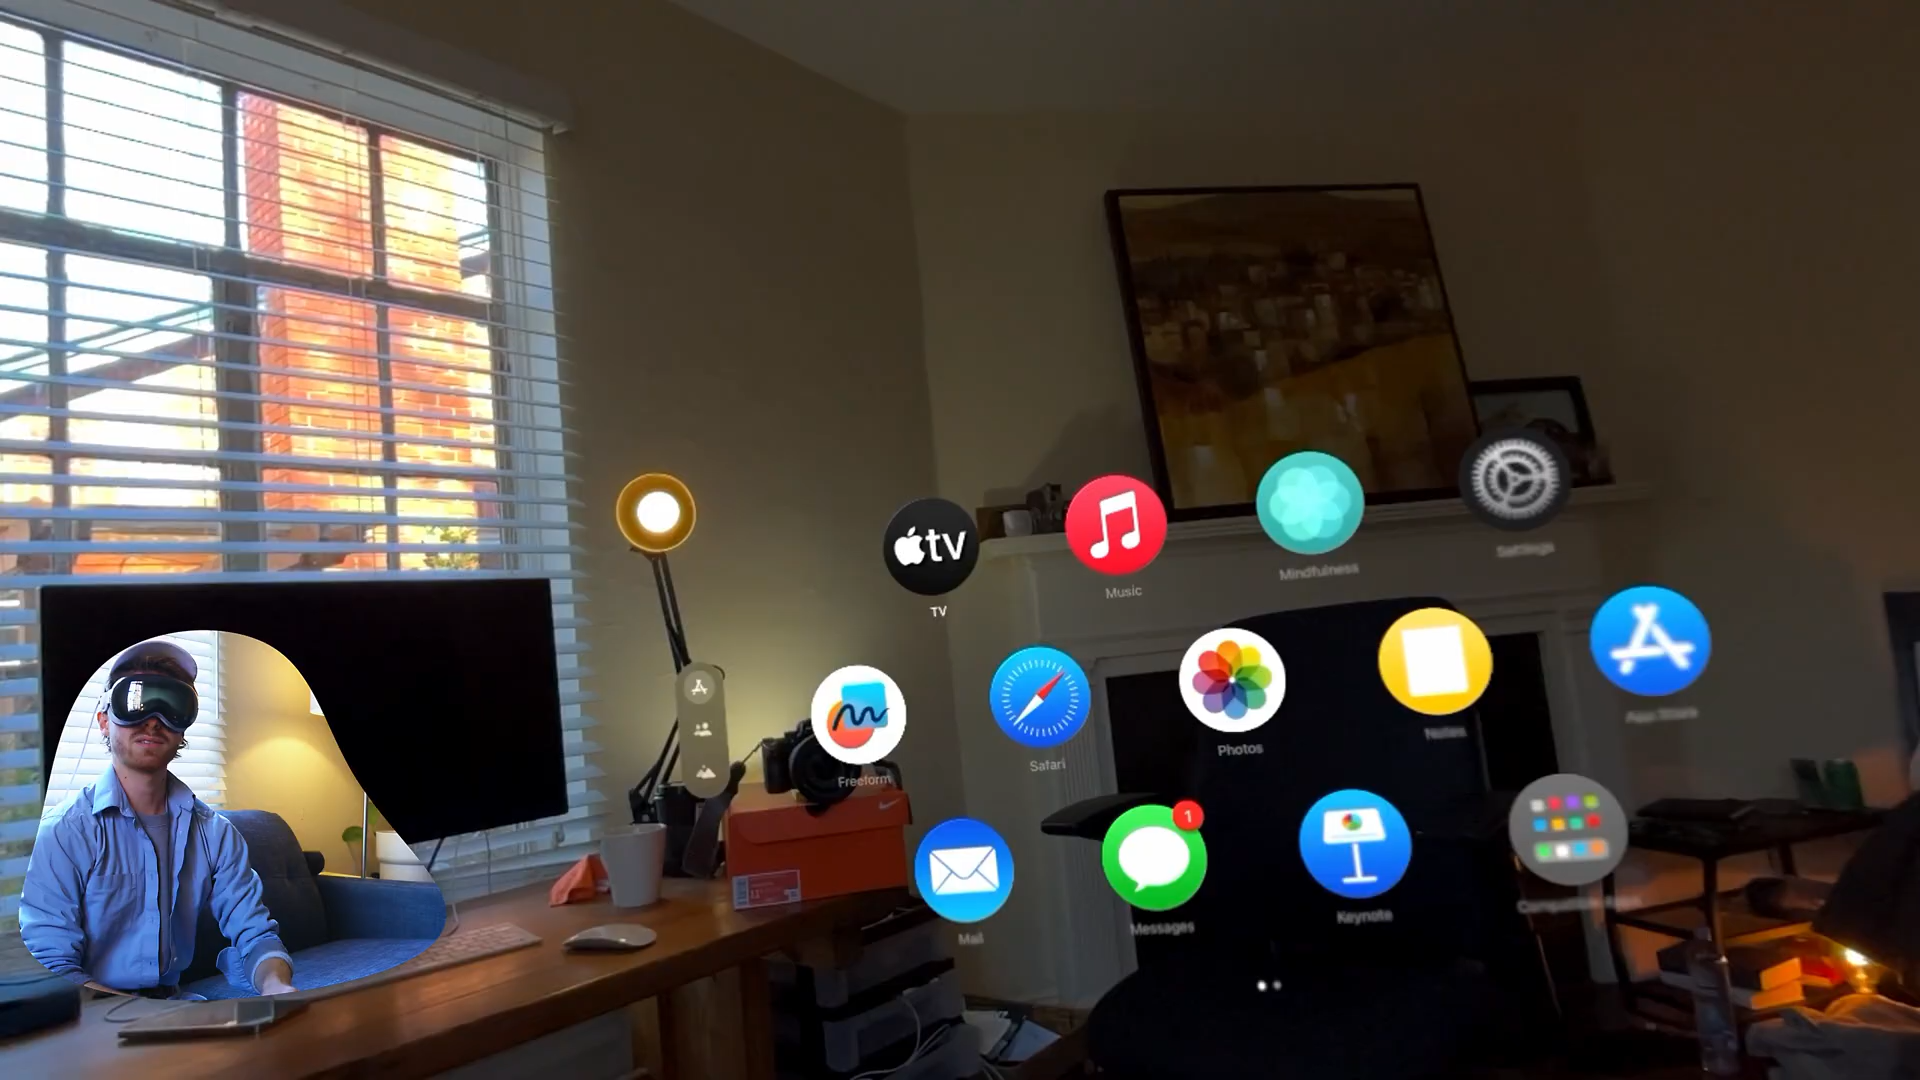 tv
TV
Music
Mindfulness
Settings
Freeform
Safari
Photos
Notes
App Store
1
Mail
Messages
Keynote